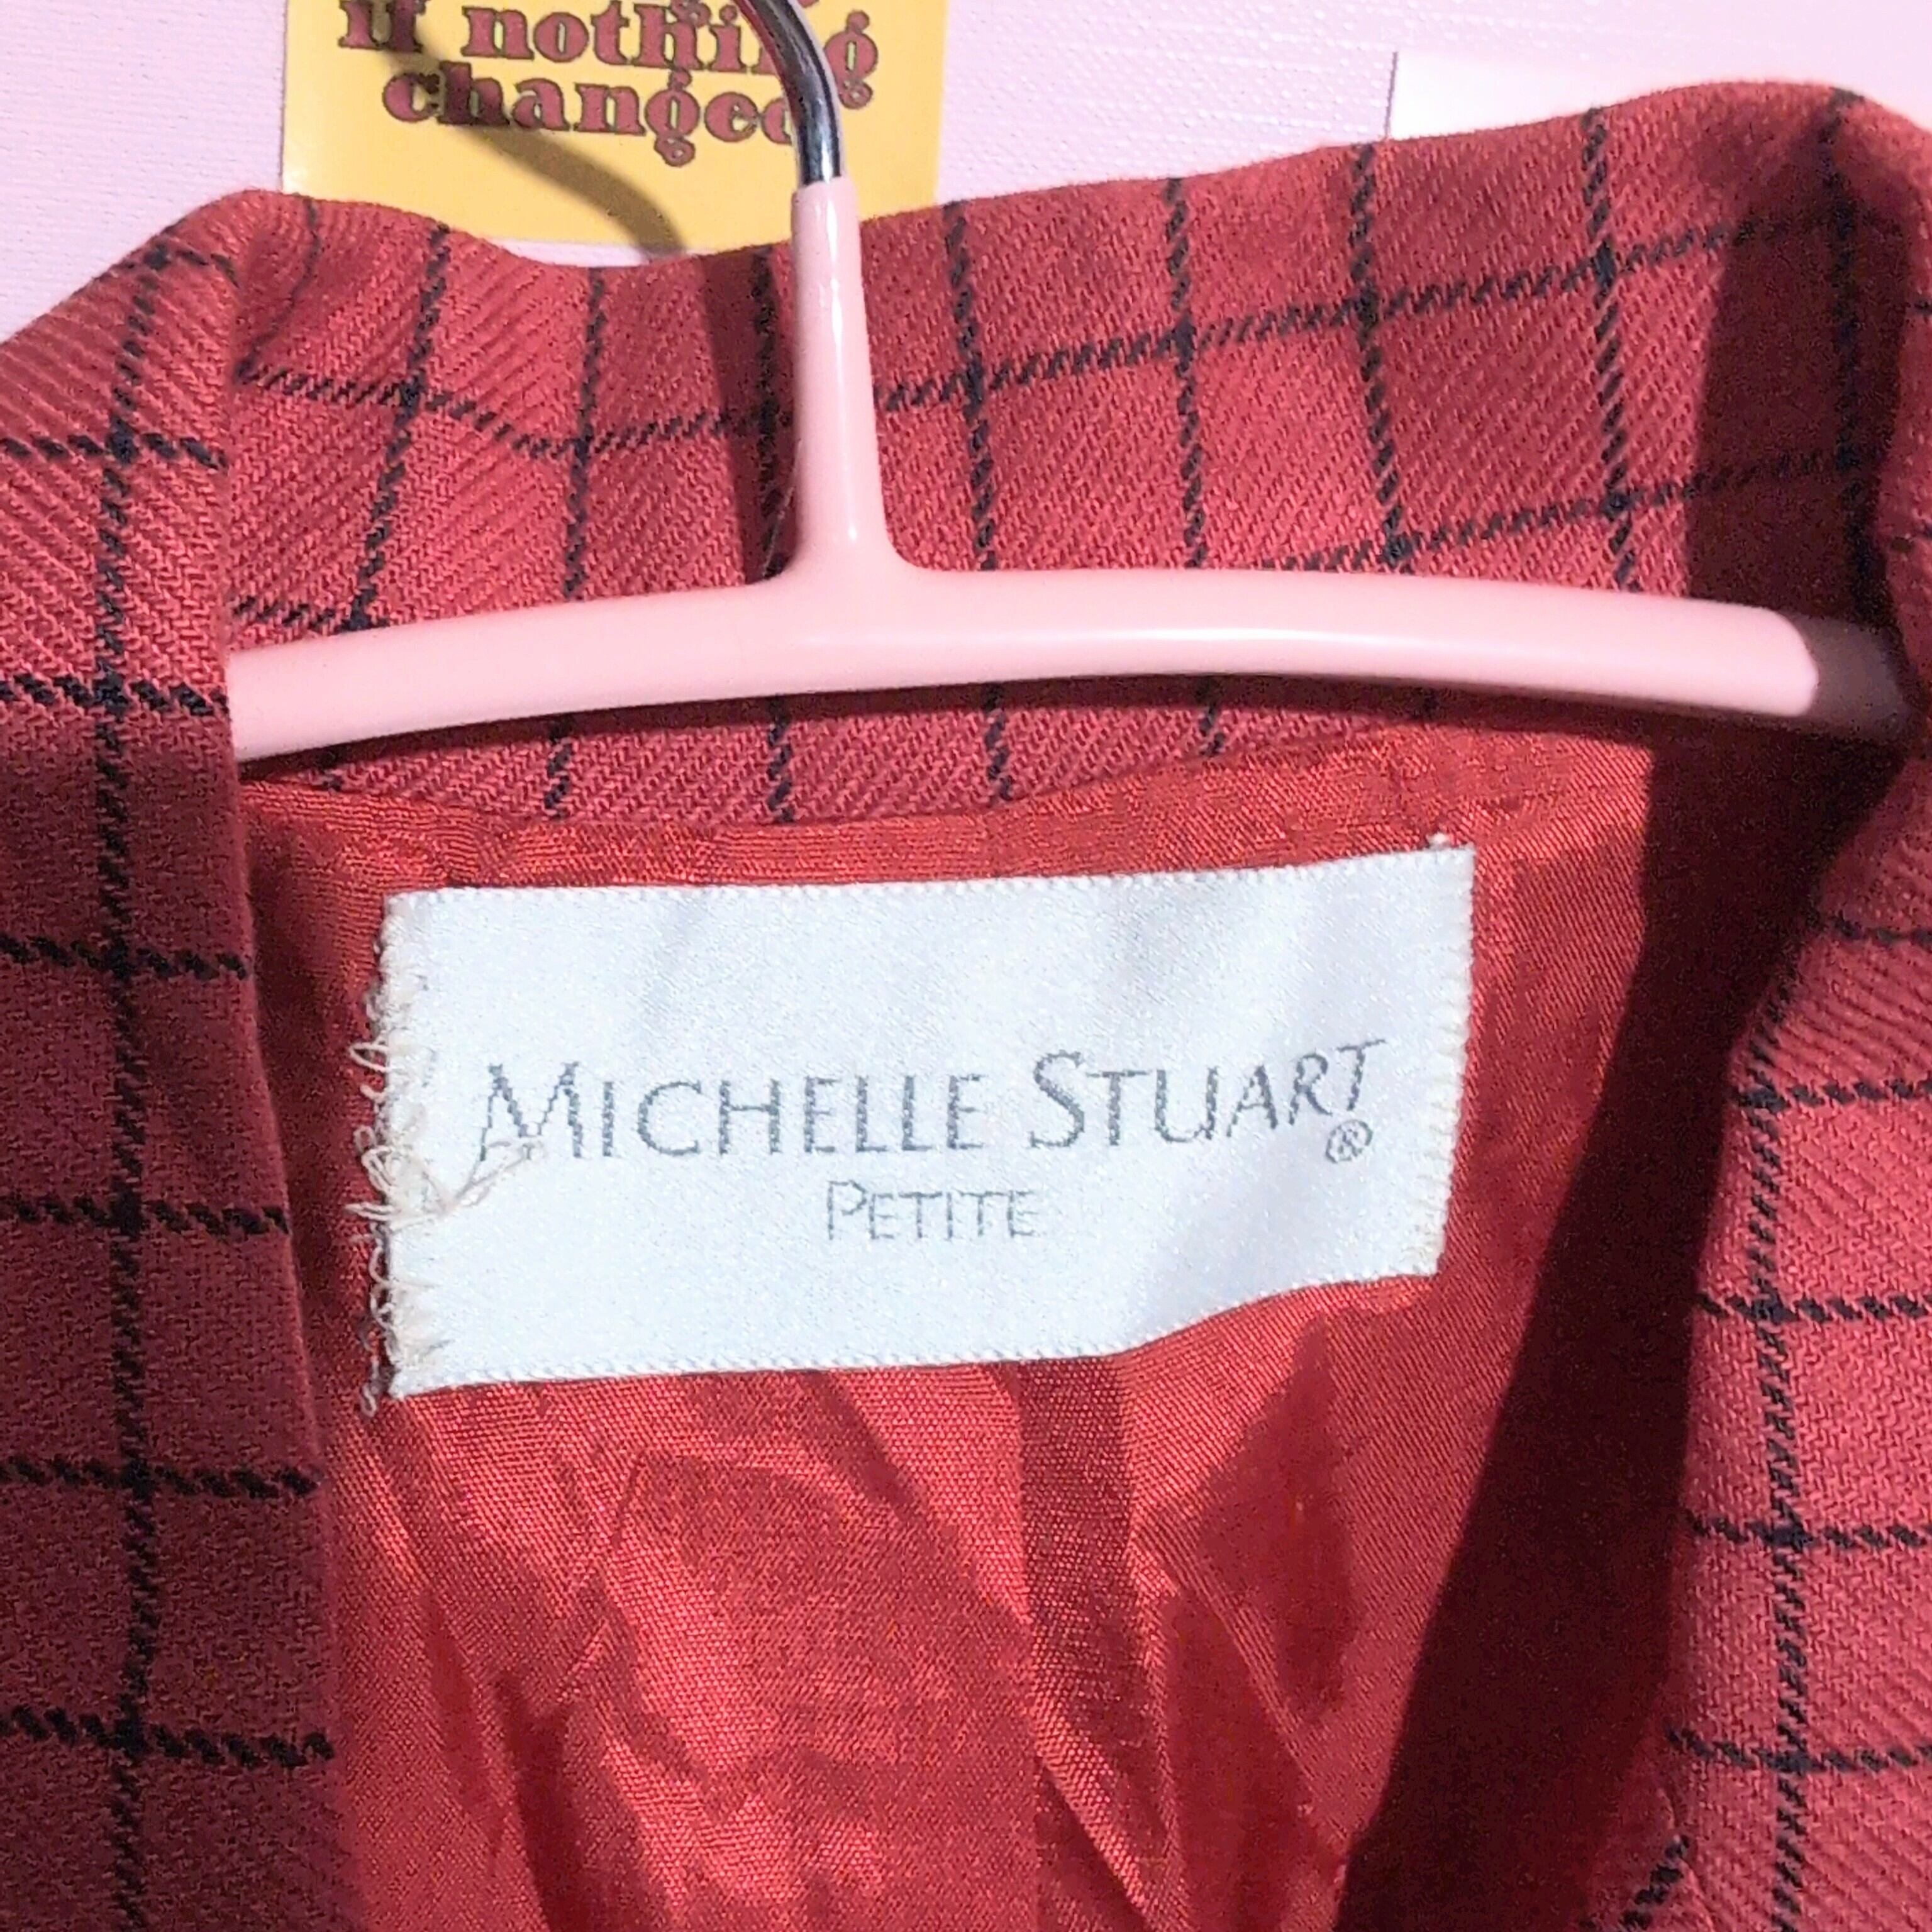 if nothing
changed
MICHELLE STUART®
PETITE